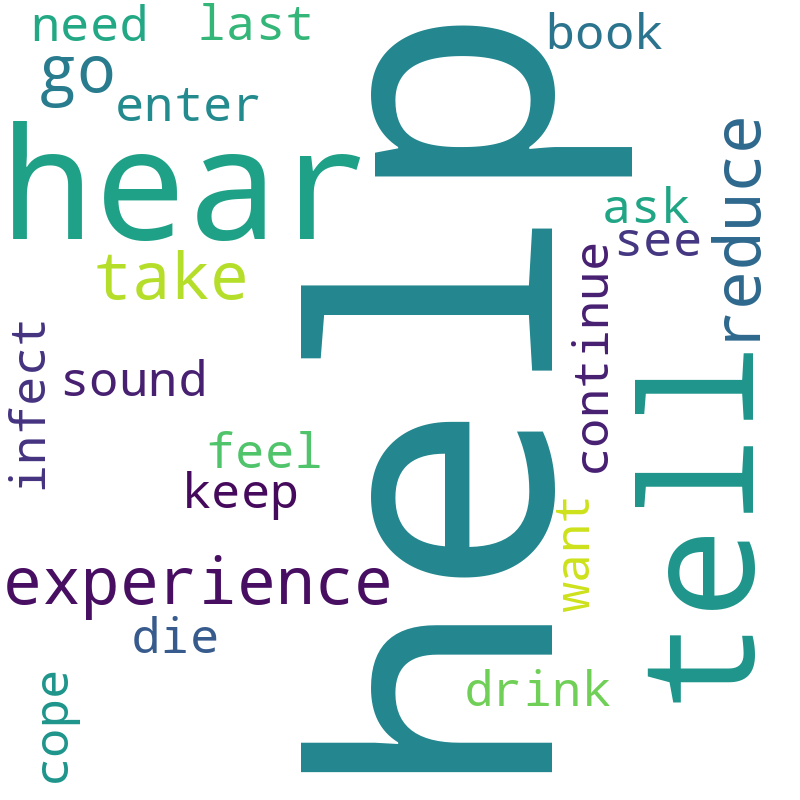 need last
book
go
enter
hear
help
reduce
ask
see
take
continue
tell
infect
sound
feel
keep
want
experience
die
drink
cope